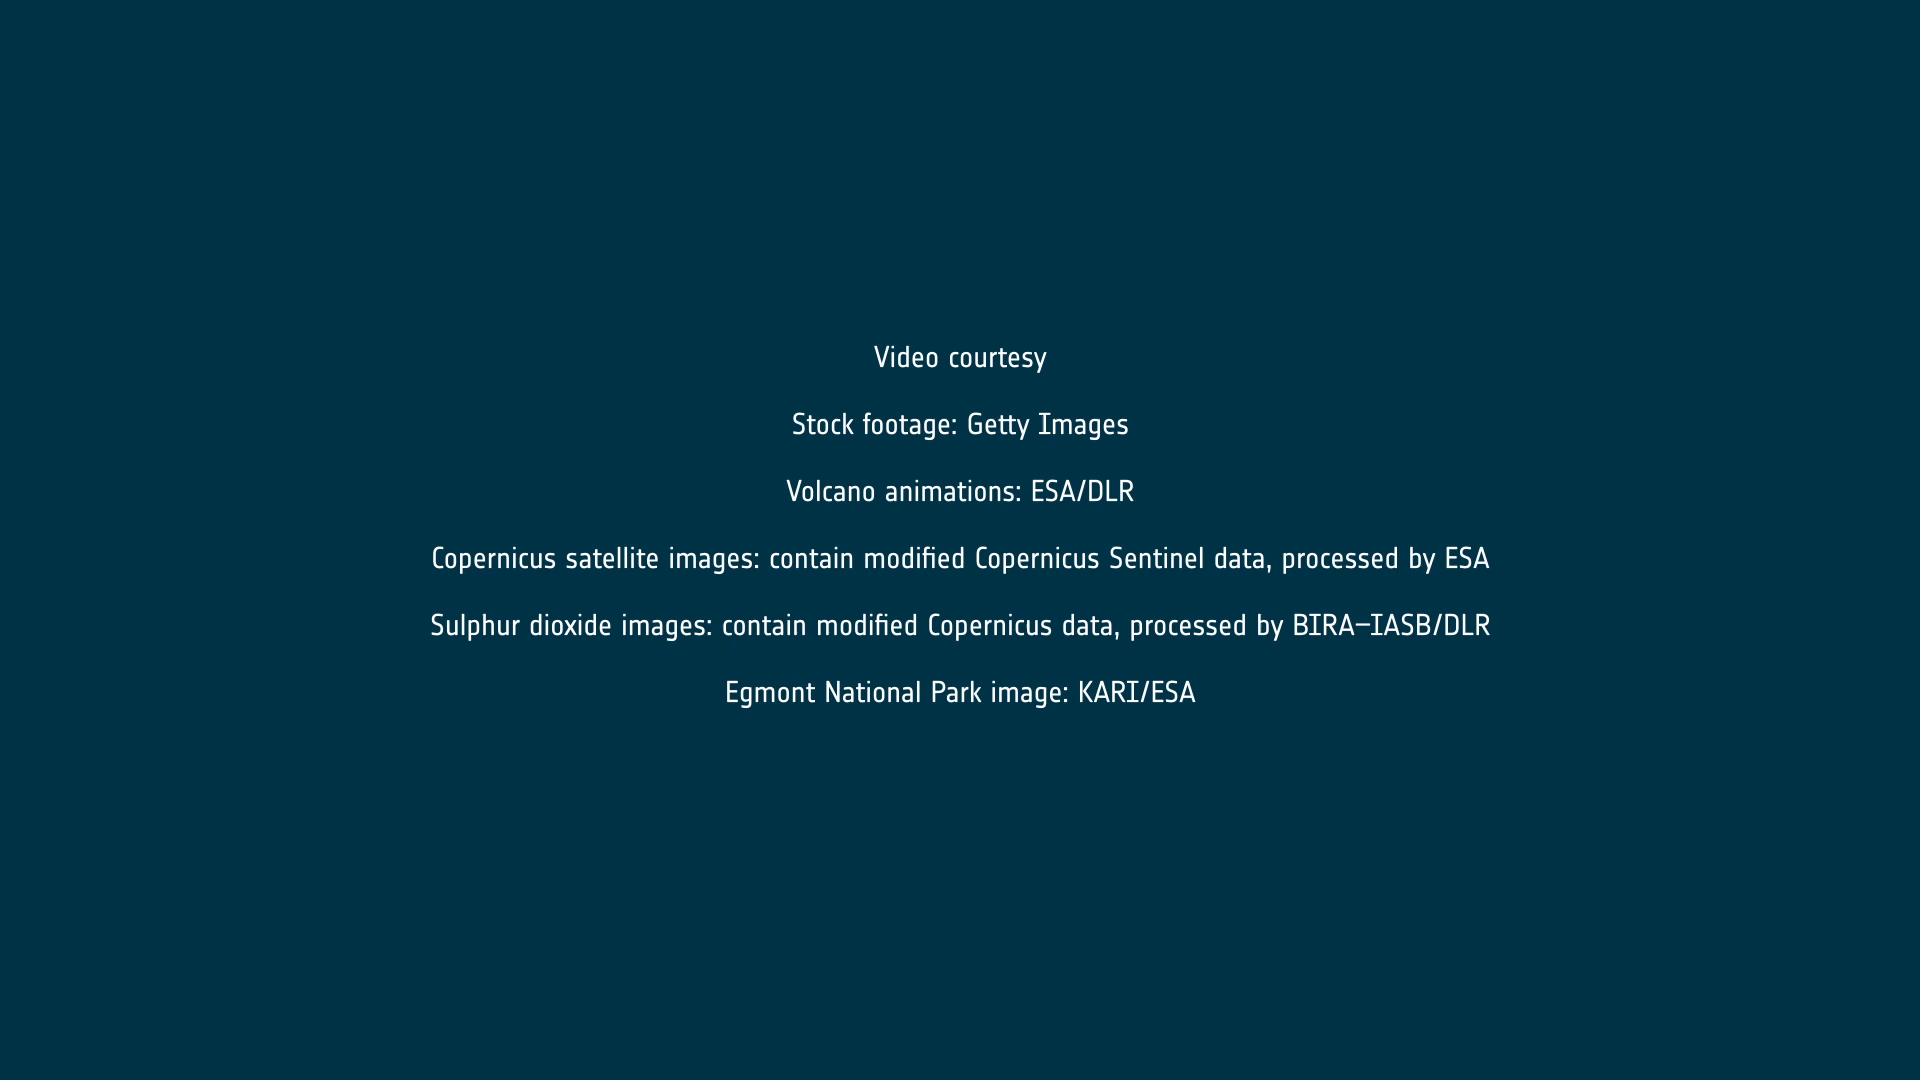 Video courtesy
Stock footage: Getty Images
Volcano animations: ESA/DLR
Copernicus satellite images: contain modified Copernicus Sentinel data, processed by ESA
Sulphur dioxide images: contain modified Copernicus data, processed by BIRA–IASB/DLR
Egmont National Park image: KARI/ESA